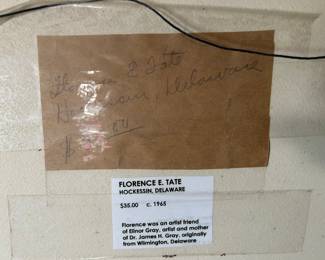 Florence E Tate
Hockessin, Delaware
$
FLORENCE E. TATE
HOCKESSIN, DELAWARE
$35.00 c. 1965
Florence was an artist friend
of Elinor Gray, artist and mother
of Dr. James H. Gray, originally
from Wilmington, Delaware